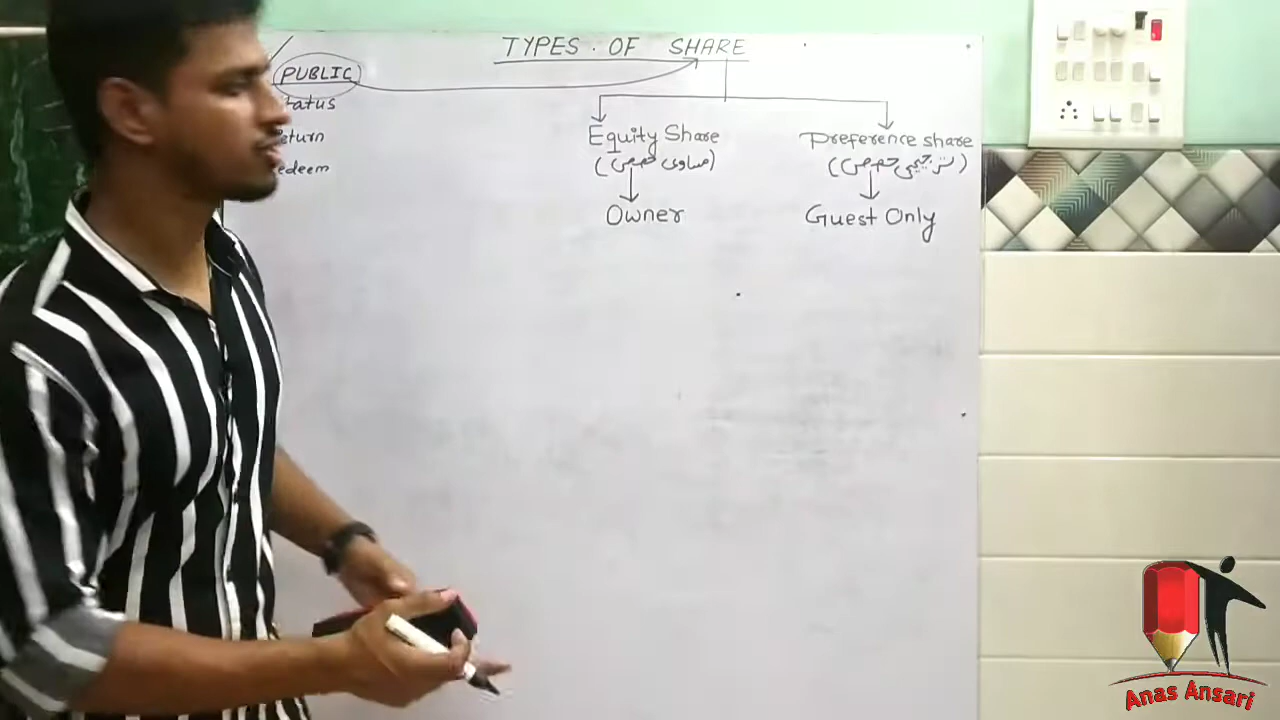 TYPES OF SHARE
PUBLIC
Equity Share
Preference share
(مساوی حصص)
(ترجیحی حصص)
Owner
Guest Only
Anas Ansari